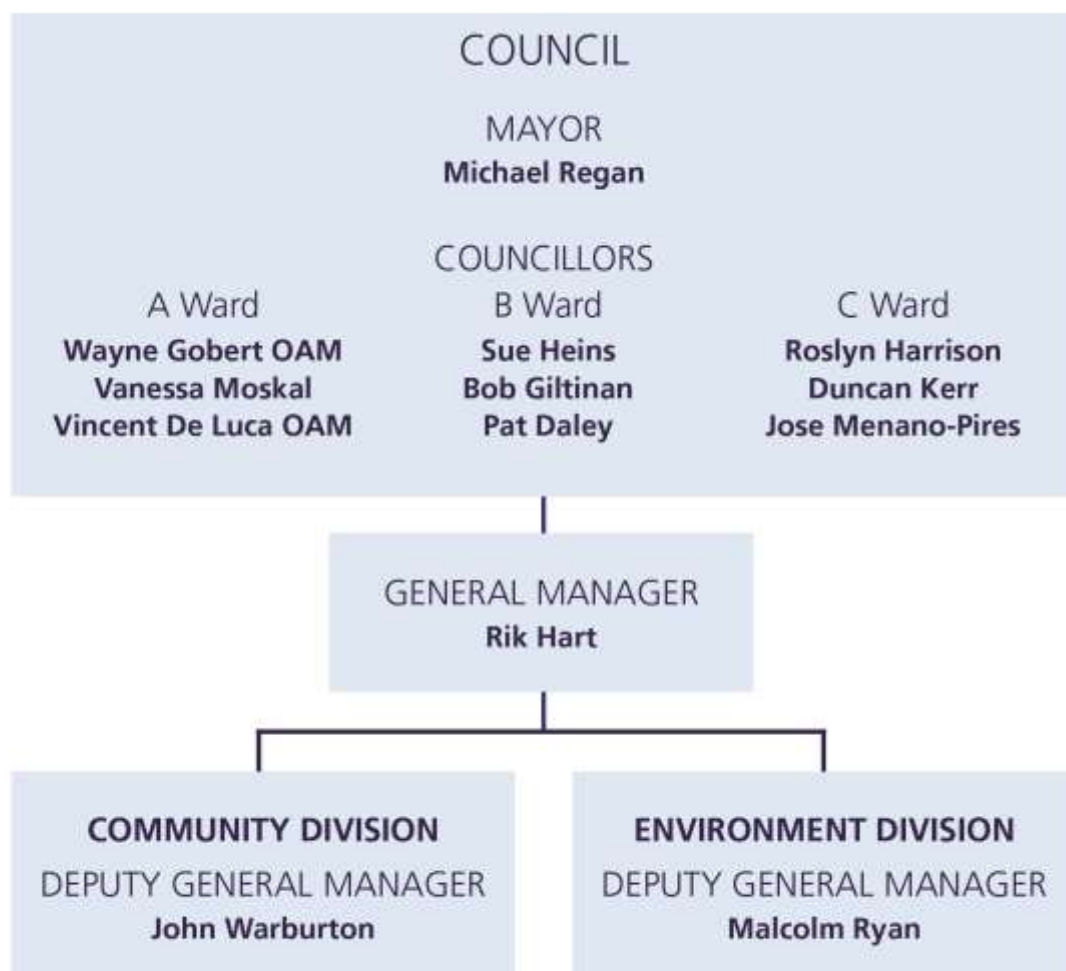 COUNCIL
MAYOR
Michael Regan
COUNCILLORS
A Ward
Wayne Gobert OAM
Vanessa Moskal
Vincent De Luca OAM
B Ward
Sue Heins
Bob Giltinan
Pat Daley
C Ward
Roslyn Harrison
Duncan Kerr
Jose Menano-Pires
GENERAL MANAGER
Rik Hart
COMMUNITY DIVISION
DEPUTY GENERAL MANAGER
John Warburton
ENVIRONMENT DIVISION
DEPUTY GENERAL MANAGER
Malcolm Ryan